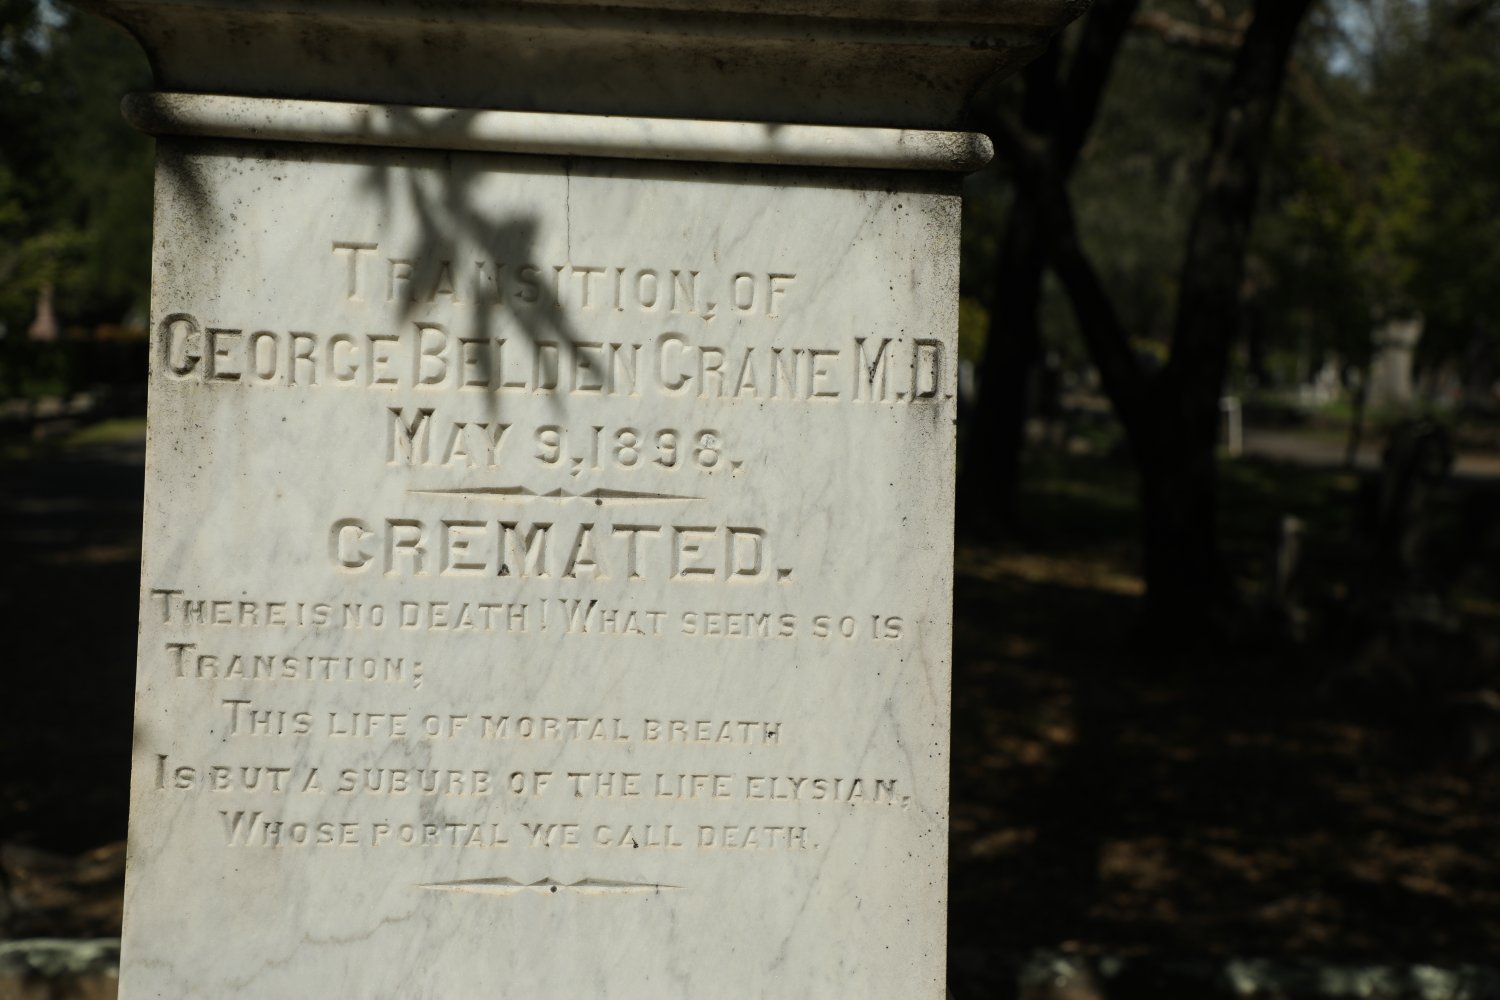 TRANSITION, OF
GEORGE BELDEN CRANE M.D.
MAY 9, 1898.
CREMATED.
THERE IS NO DEATH! WHAT SEEMS SO IS
TRANSITION;
THIS LIFE OF MORTAL BREATH
IS BUT A SUBURB OF THE LIFE ELYSIAN,
WHOSE PORTAL WE CALL DEATH.